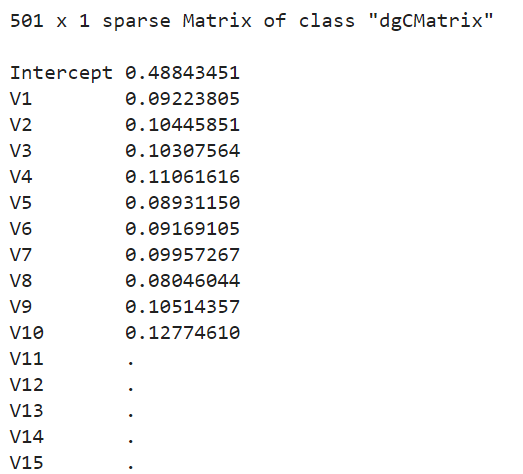 501 x 1 sparse Matrix of class "dgCMatrix"
Intercept 0.48843451
V1 0.09223805
V2 0.10445851
V3 0.10307564
V4 0.11061616
V5 0.08931150
V6 0.09169105
V7 0.09957267
V8 0.08046044
V9 0.10514357
V10 0.12774610
V11 .
V12 .
V13 .
V14 .
V15 .